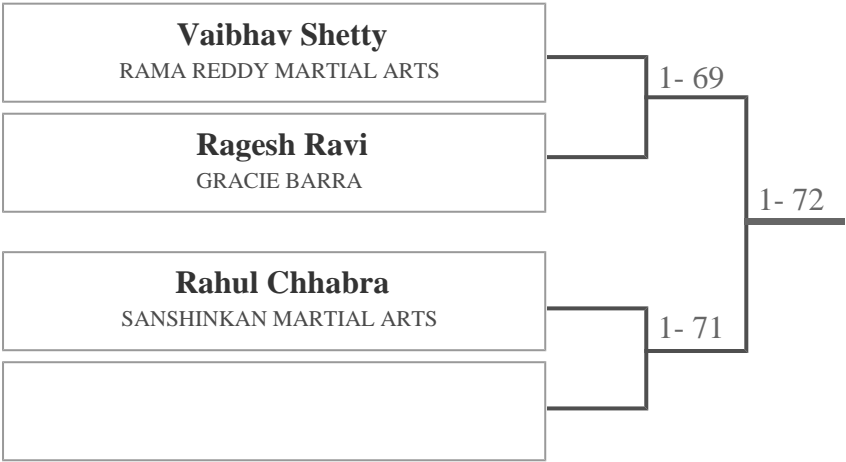 Vaibhav Shetty
RAMA REDDY MARTIAL ARTS
1- 69
Ragesh Ravi
GRACIE BARRA
1- 72
Rahul Chhabra
SANSHINKAN MARTIAL ARTS
1- 71